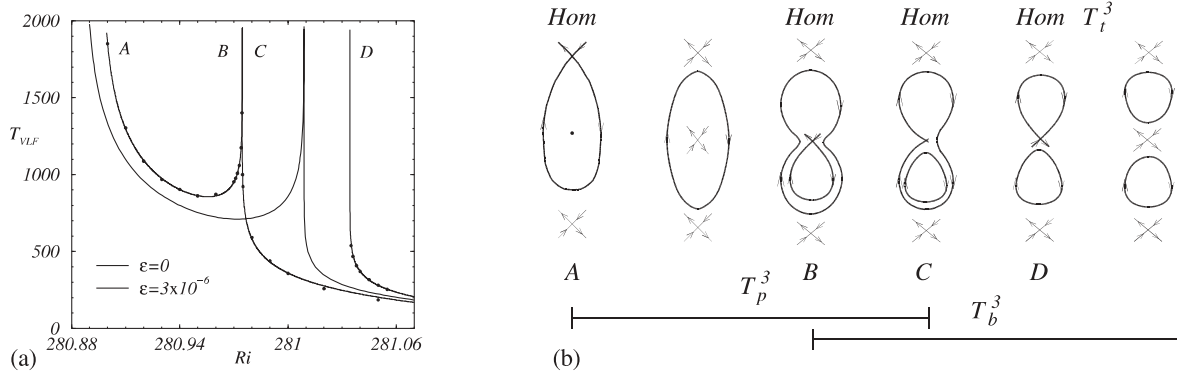 2000
1500
1000
500
0
T_VLF
A
B
C
D
ε=0
ε=3x10⁻⁶
280.88
280.94
281
281.06
Ri
(a)
Hom Hom Hom Hom T_t^3
A B C D
T_p^3
T_b^3
(b)